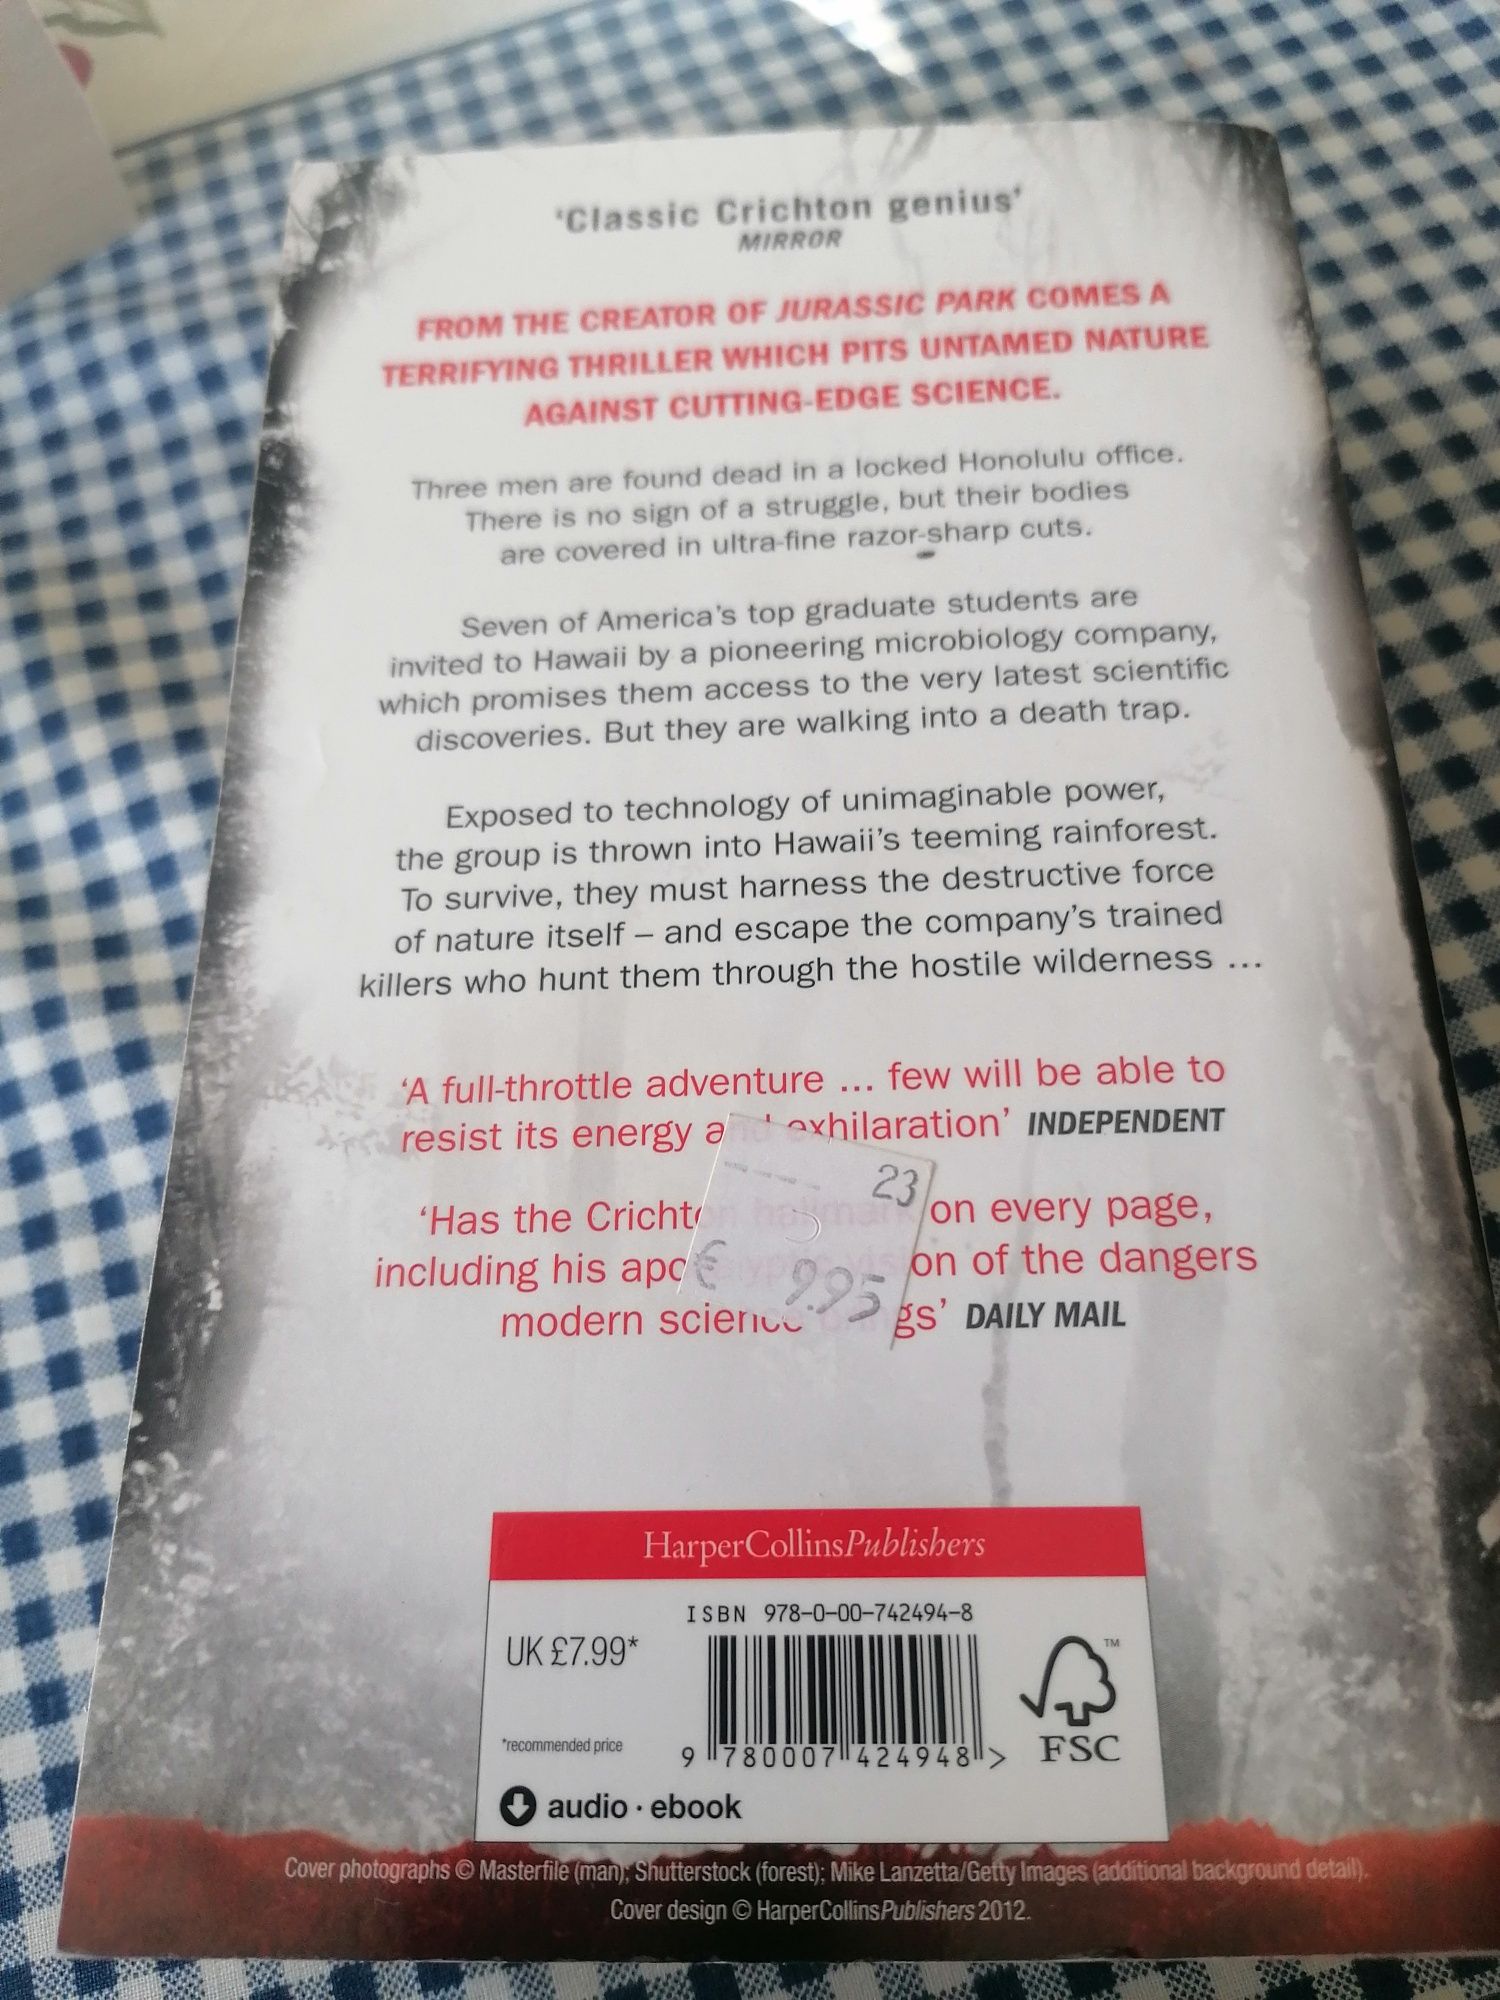 ‘Classic Crichton genius’
MIRROR
FROM THE CREATOR OF JURASSIC PARK COMES A
TERRIFYING THRILLER WHICH PITS UNTAMED NATURE
AGAINST CUTTING-EDGE SCIENCE.
Three men are found dead in a locked Honolulu office.
There is no sign of a struggle, but their bodies
are covered in ultra-fine razor-sharp cuts.
Seven of America’s top graduate students are
invited to Hawaii by a pioneering microbiology company,
which promises them access to the very latest scientific
discoveries. But they are walking into a death trap.
Exposed to technology of unimaginable power,
the group is thrown into Hawaii’s teeming rainforest.
To survive, they must harness the destructive force
of nature itself – and escape the company’s trained
killers who hunt them through the hostile wilderness ...
‘A full-throttle adventure ... few will be able to
resist its energy and exhilaration’ INDEPENDENT
23
‘Has the Crichton hallmark on every page,
including his apocalyptic vision of the dangers
€ 9.95
modern science gs’ DAILY MAIL
HarperCollinsPublishers
ISBN 978-0-00-742494-8
UK £7.99*
*recommended price
9 780007 424948 >
FSC
TM
audio · ebook
Cover photographs © Masterfile (man); Shutterstock (forest); Mike Lanzetta/Getty Images (additional background detail).
Cover design © HarperCollinsPublishers 2012.